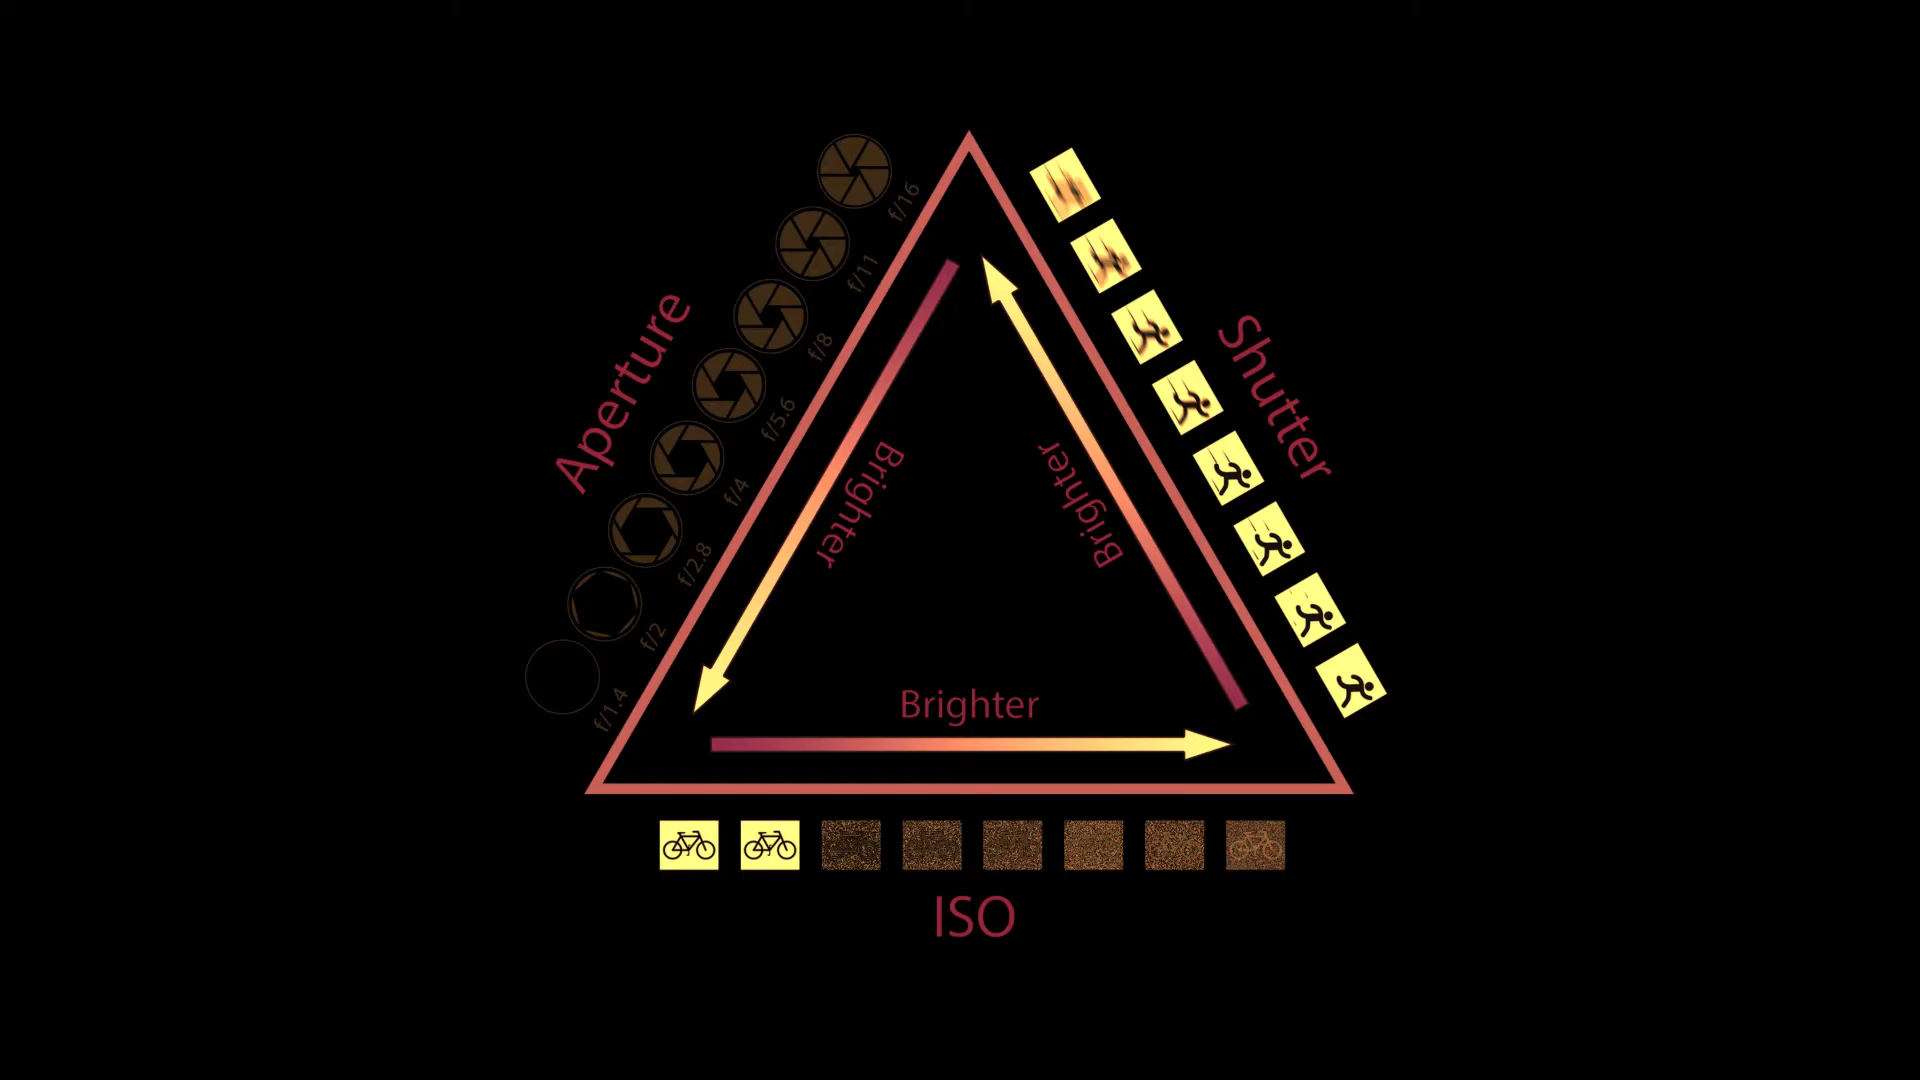 f/16
f/11
f/8
f/5.6
f/4
f/2.8
f/2
f/1.4
Aperture
Shutter
Brighter
Brighter
Brighter
ISO